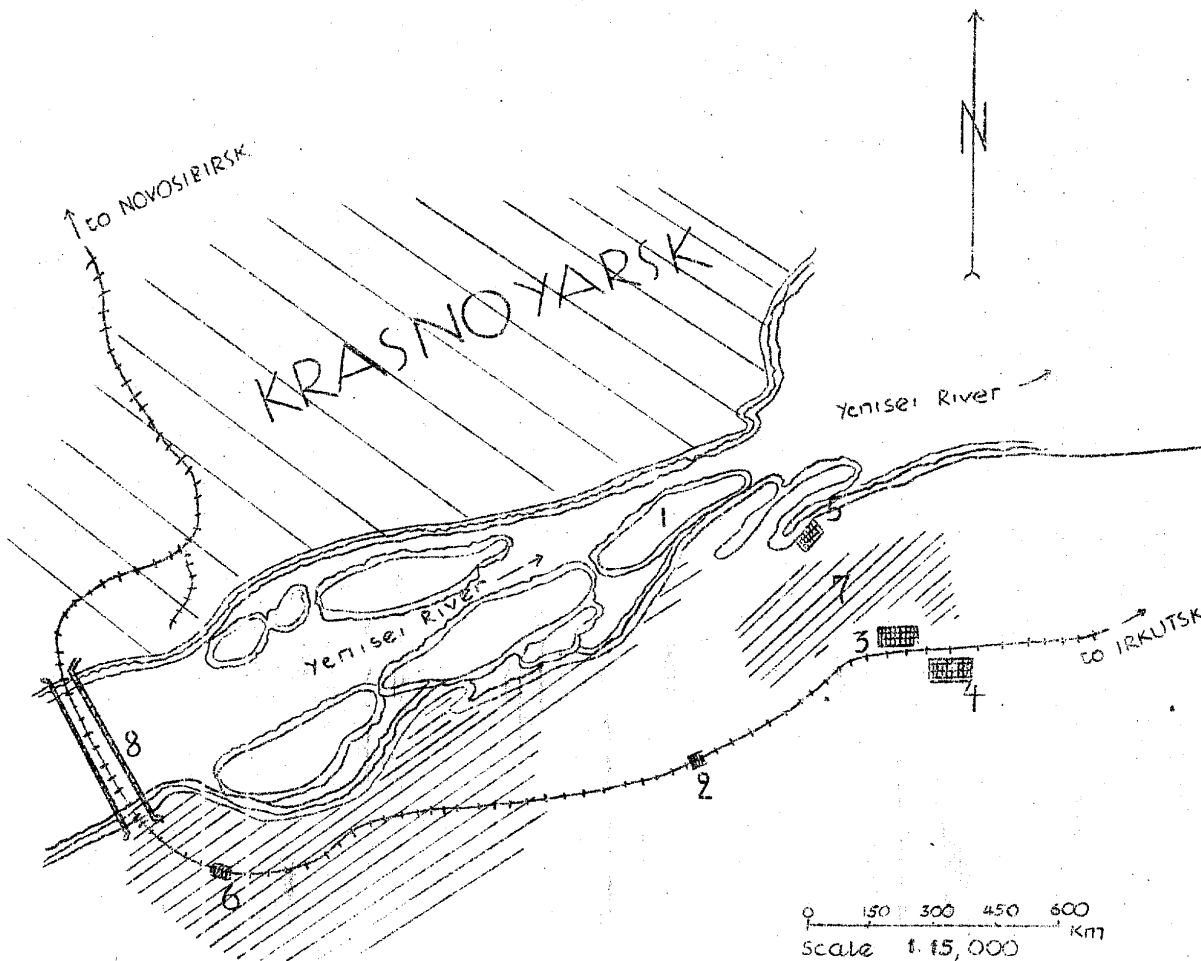 N
to NOVOSIBIRSK
KRASNOYARSK
Yenisei River
1
5
Yenisei River
7
3
to IRKUTSK
4
8
2
6
0 150 300 450 600
Km
Scale 1.15,000